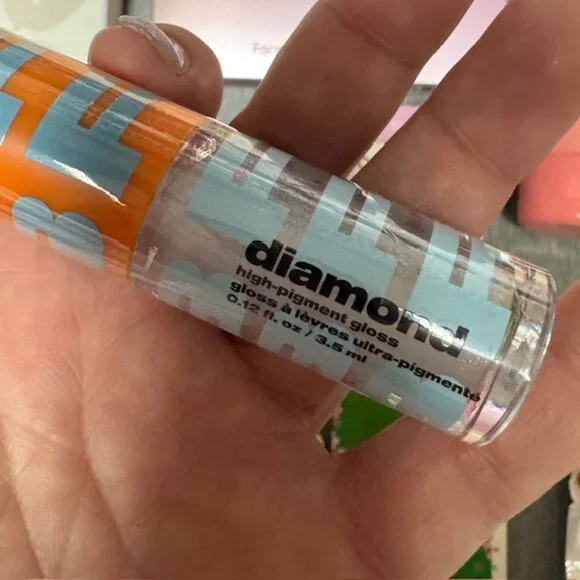 diamond
high-pigment gloss
gloss à lèvres ultra-pigmenté
0.12 fl. oz / 3.5 ml